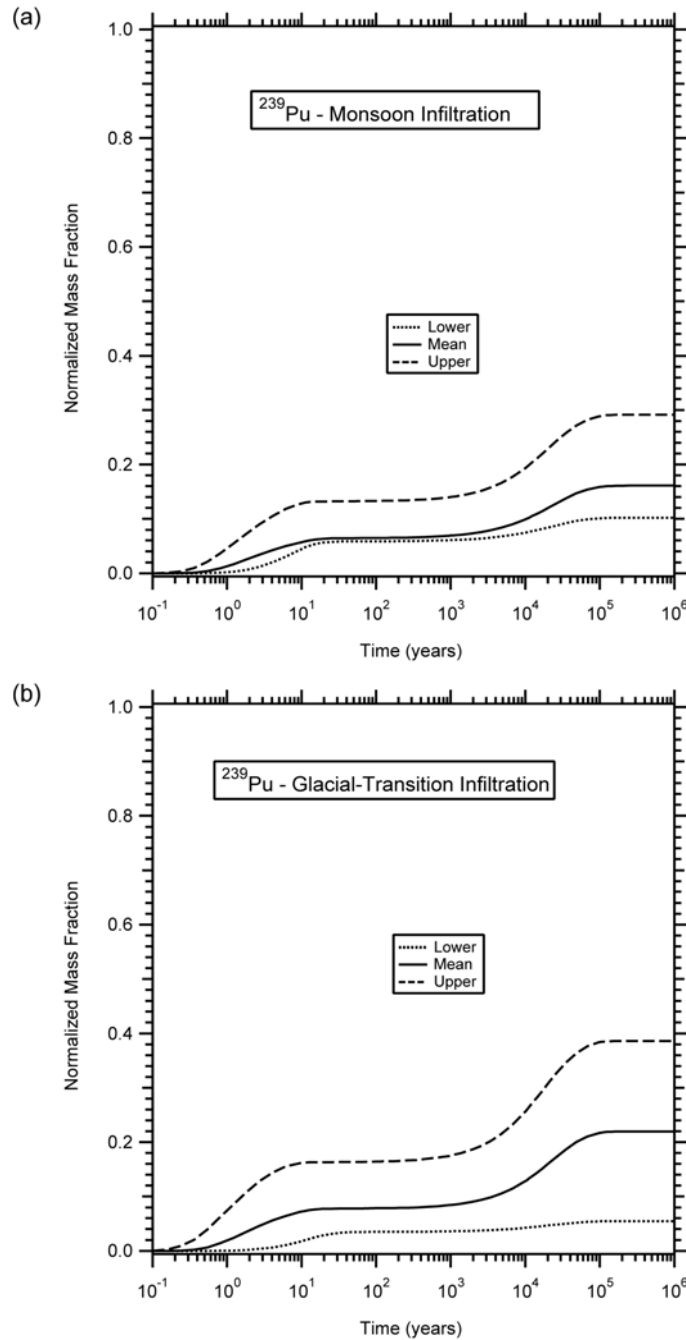 (a)
1.0
0.8
0.6
0.4
0.2
0.0
Normalized Mass Fraction
²³⁹Pu - Monsoon Infiltration
Lower
Mean
Upper
10⁻¹ 10⁰ 10¹ 10² 10³ 10⁴ 10⁵ 10⁶
Time (years)
(b)
1.0
0.8
0.6
0.4
0.2
0.0
Normalized Mass Fraction
²³⁹Pu - Glacial-Transition Infiltration
Lower
Mean
Upper
10⁻¹ 10⁰ 10¹ 10² 10³ 10⁴ 10⁵ 10⁶
Time (years)